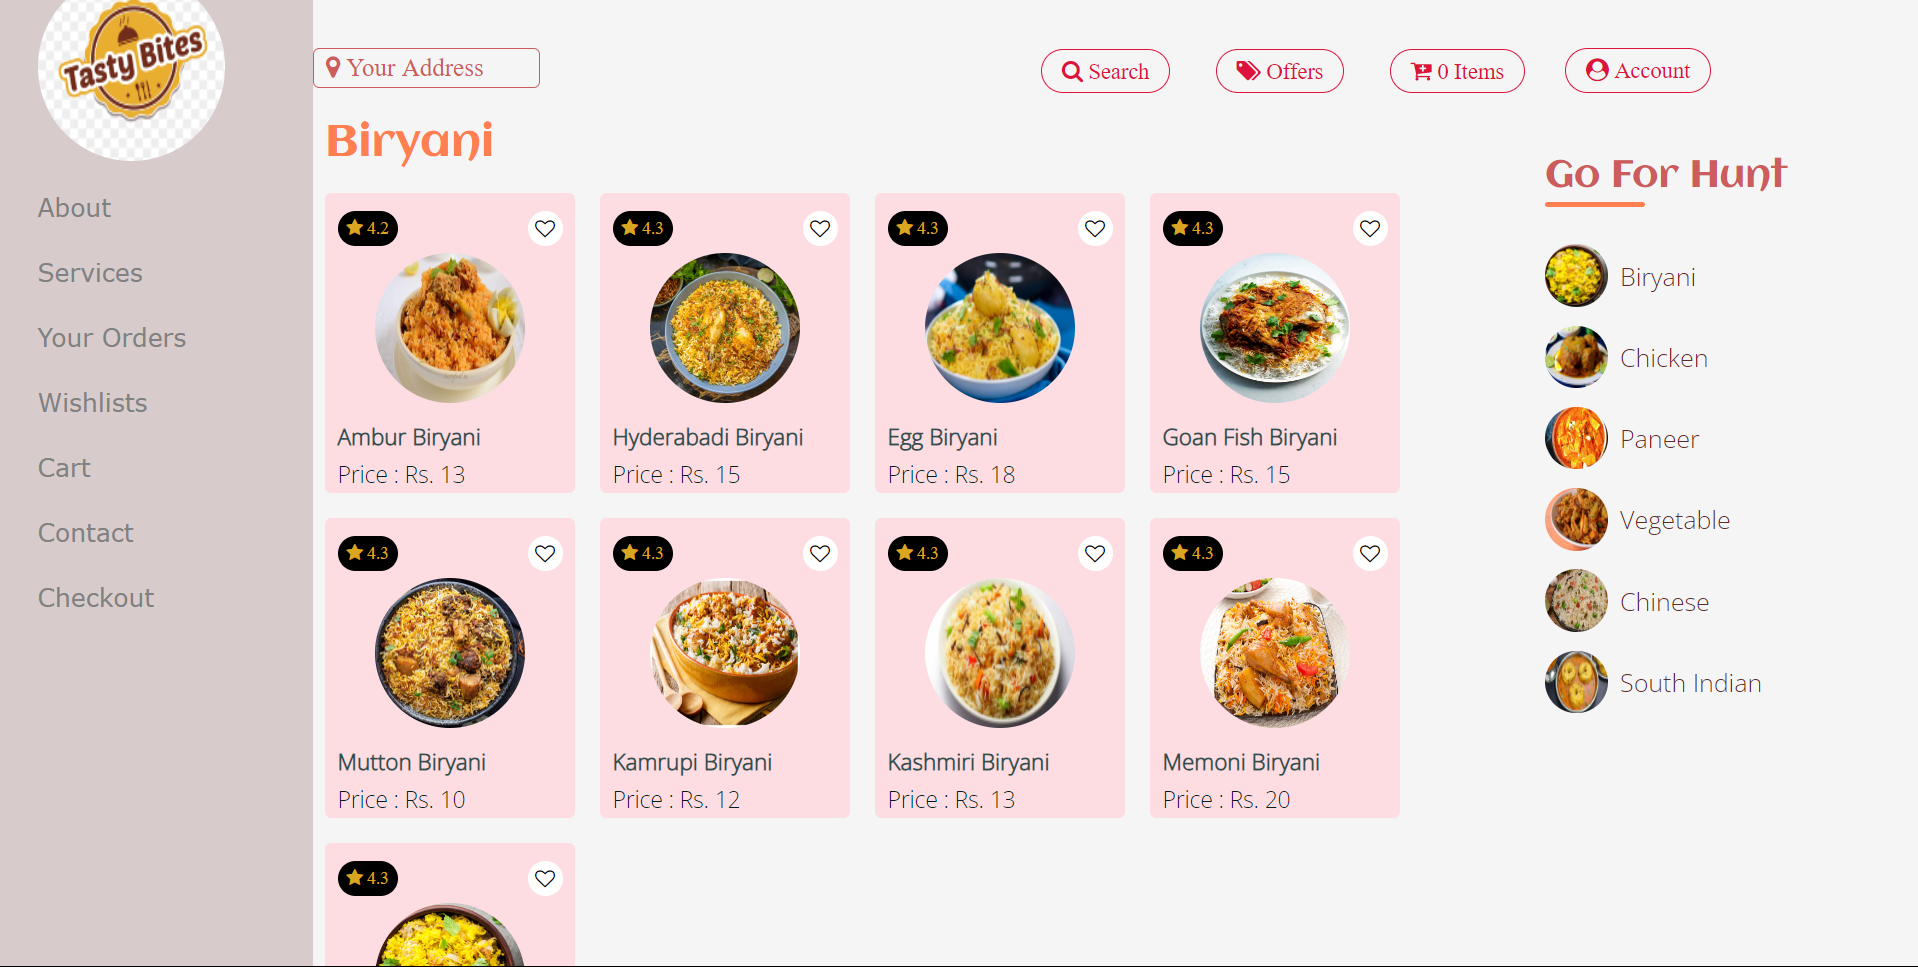 Tasty Bites
About
Services
Your Orders
Wishlists
Cart
Contact
Checkout
Your Address
Search
Offers
0 Items
Account
Biryani
4.2
Ambur Biryani
Price : Rs. 13
4.3
Hyderabadi Biryani
Price : Rs. 15
4.3
Egg Biryani
Price : Rs. 18
4.3
Goan Fish Biryani
Price : Rs. 15
4.3
Mutton Biryani
Price : Rs. 10
4.3
Kamrupi Biryani
Price : Rs. 12
4.3
Kashmiri Biryani
Price : Rs. 13
4.3
Memoni Biryani
Price : Rs. 20
4.3
Go For Hunt
Biryani
Chicken
Paneer
Vegetable
Chinese
South Indian